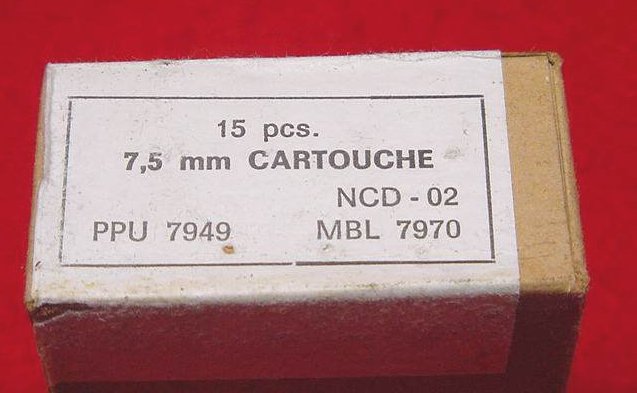 15 pcs.
7,5 mm CARTOUCHE
NCD - 02
PPU 7949 MBL 7970